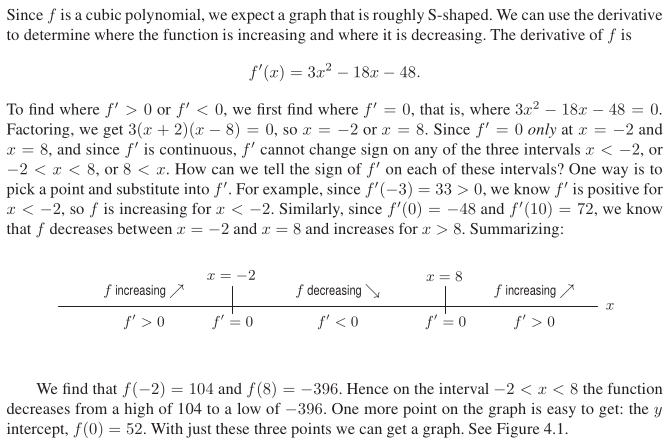 Since f is a cubic polynomial, we expect a graph that is roughly S-shaped. We can use the derivative
to determine where the function is increasing and where it is decreasing. The derivative of f is
f′(x) = 3x² − 18x − 48.
To find where f′ > 0 or f′ < 0, we first find where f′ = 0, that is, where 3x² − 18x − 48 = 0.
Factoring, we get 3(x + 2)(x − 8) = 0, so x = −2 or x = 8. Since f′ = 0 only at x = −2 and
x = 8, and since f′ is continuous, f′ cannot change sign on any of the three intervals x < −2, or
−2 < x < 8, or 8 < x. How can we tell the sign of f′ on each of these intervals? One way is to
pick a point and substitute into f′. For example, since f′(−3) = 33 > 0, we know f′ is positive for
x < −2, so f is increasing for x < −2. Similarly, since f′(0) = −48 and f′(10) = 72, we know
that f decreases between x = −2 and x = 8 and increases for x > 8. Summarizing:
x = −2 x = 8
f increasing ↗ f decreasing ↘ f increasing ↗
x
f′ > 0 f′ = 0 f′ < 0 f′ = 0 f′ > 0
We find that f(−2) = 104 and f(8) = −396. Hence on the interval −2 < x < 8 the function
decreases from a high of 104 to a low of −396. One more point on the graph is easy to get: the y
intercept, f(0) = 52. With just these three points we can get a graph. See Figure 4.1.